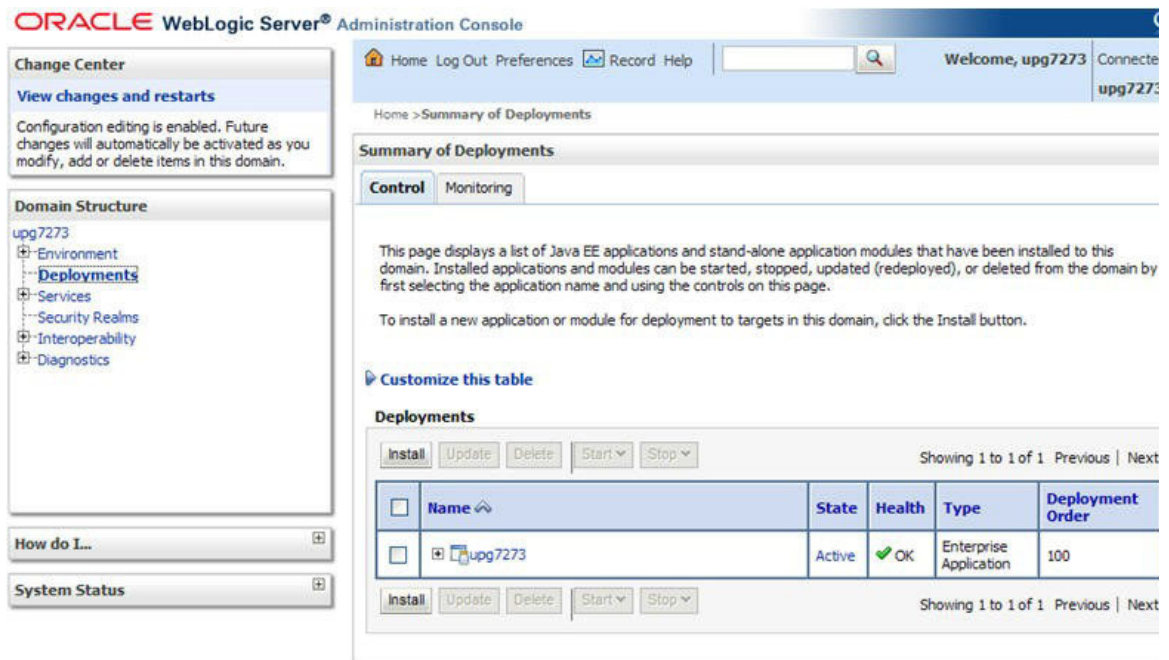 ORACLE WebLogic Server® Administration Console
Change Center
View changes and restarts
Configuration editing is enabled. Future
changes will automatically be activated as you
modify, add or delete items in this domain.
Domain Structure
upg7273
Environment
Deployments
Services
Security Realms
Interoperability
Diagnostics
How do I...
System Status
Home Log Out Preferences Record Help
Welcome, upg7273
Connecte
upg7273
Home >Summary of Deployments
Summary of Deployments
Control Monitoring
This page displays a list of Java EE applications and stand-alone application modules that have been installed to this
domain. Installed applications and modules can be started, stopped, updated (redeployed), or deleted from the domain by
first selecting the application name and using the controls on this page.
To install a new application or module for deployment to targets in this domain, click the Install button.
Customize this table
Deployments
Install Update Delete Start Stop Showing 1 to 1 of 1 Previous | Next
Name State Health Type Deployment Order
upg7273 Active OK Enterprise Application 100
Install Update Delete Start Stop Showing 1 to 1 of 1 Previous | Next